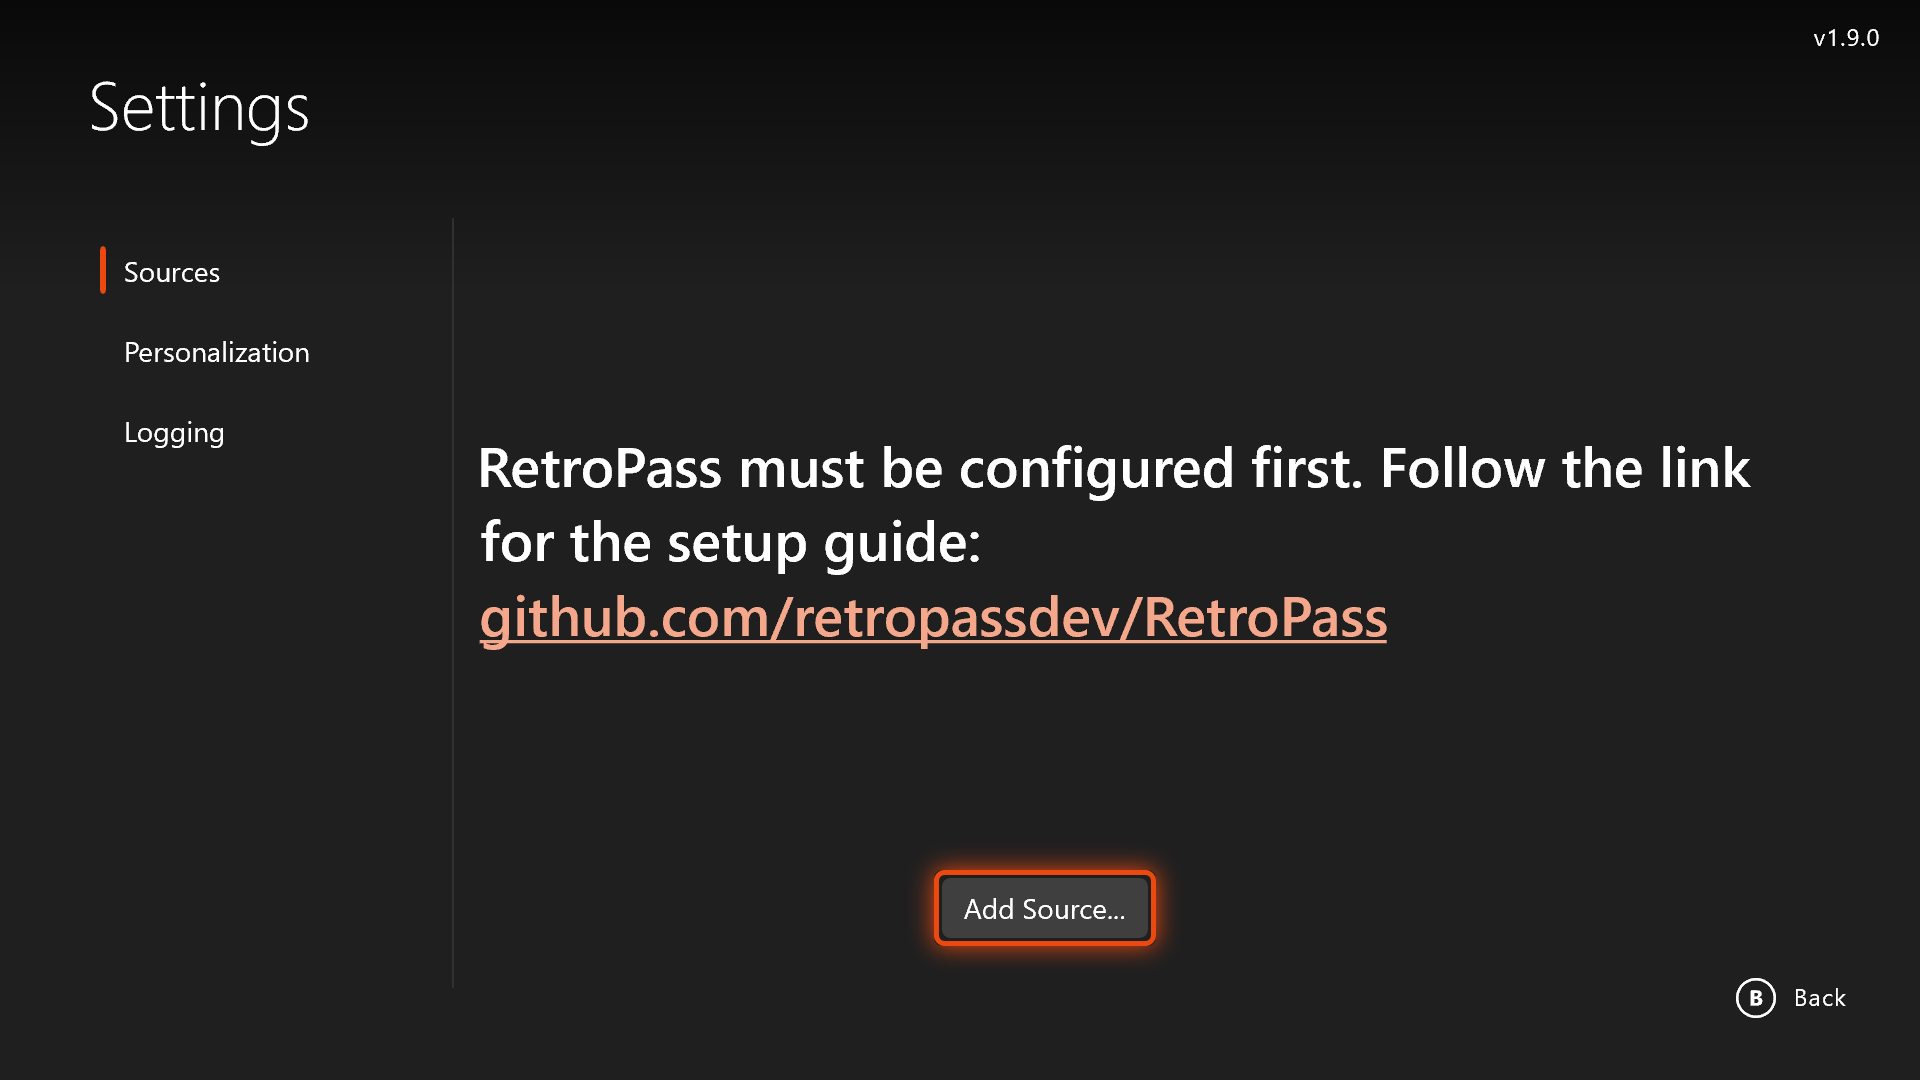 v1.9.0
Settings
Sources
Personalization
Logging
RetroPass must be configured first. Follow the link
for the setup guide:
github.com/retropassdev/RetroPass
Add Source...
B Back